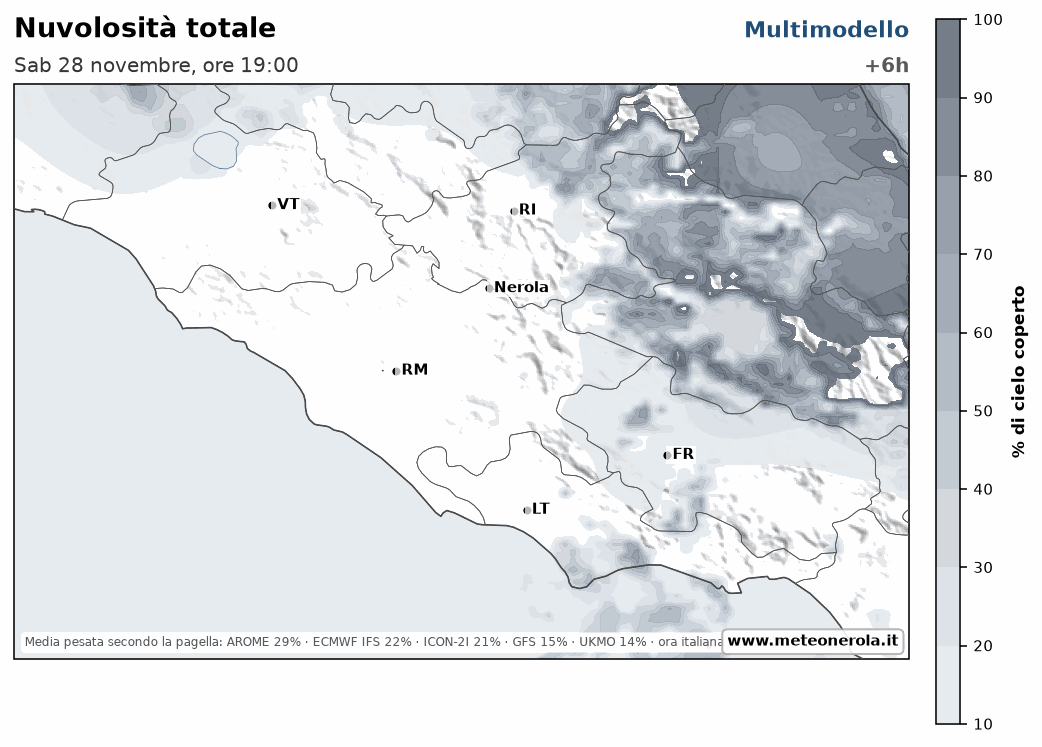 Nuvolosità totale
Multimodello
Sab 28 novembre, ore 19:00
+6h
100
90
80
70
60
50
40
30
20
10
% di cielo coperto
VT
RI
Nerola
RM
FR
LT
Media pesata secondo la pagella: AROME 29% · ECMWF IFS 22% · ICON-2I 21% · GFS 15% · UKMO 14% · ora italiana
www.meteonerola.it